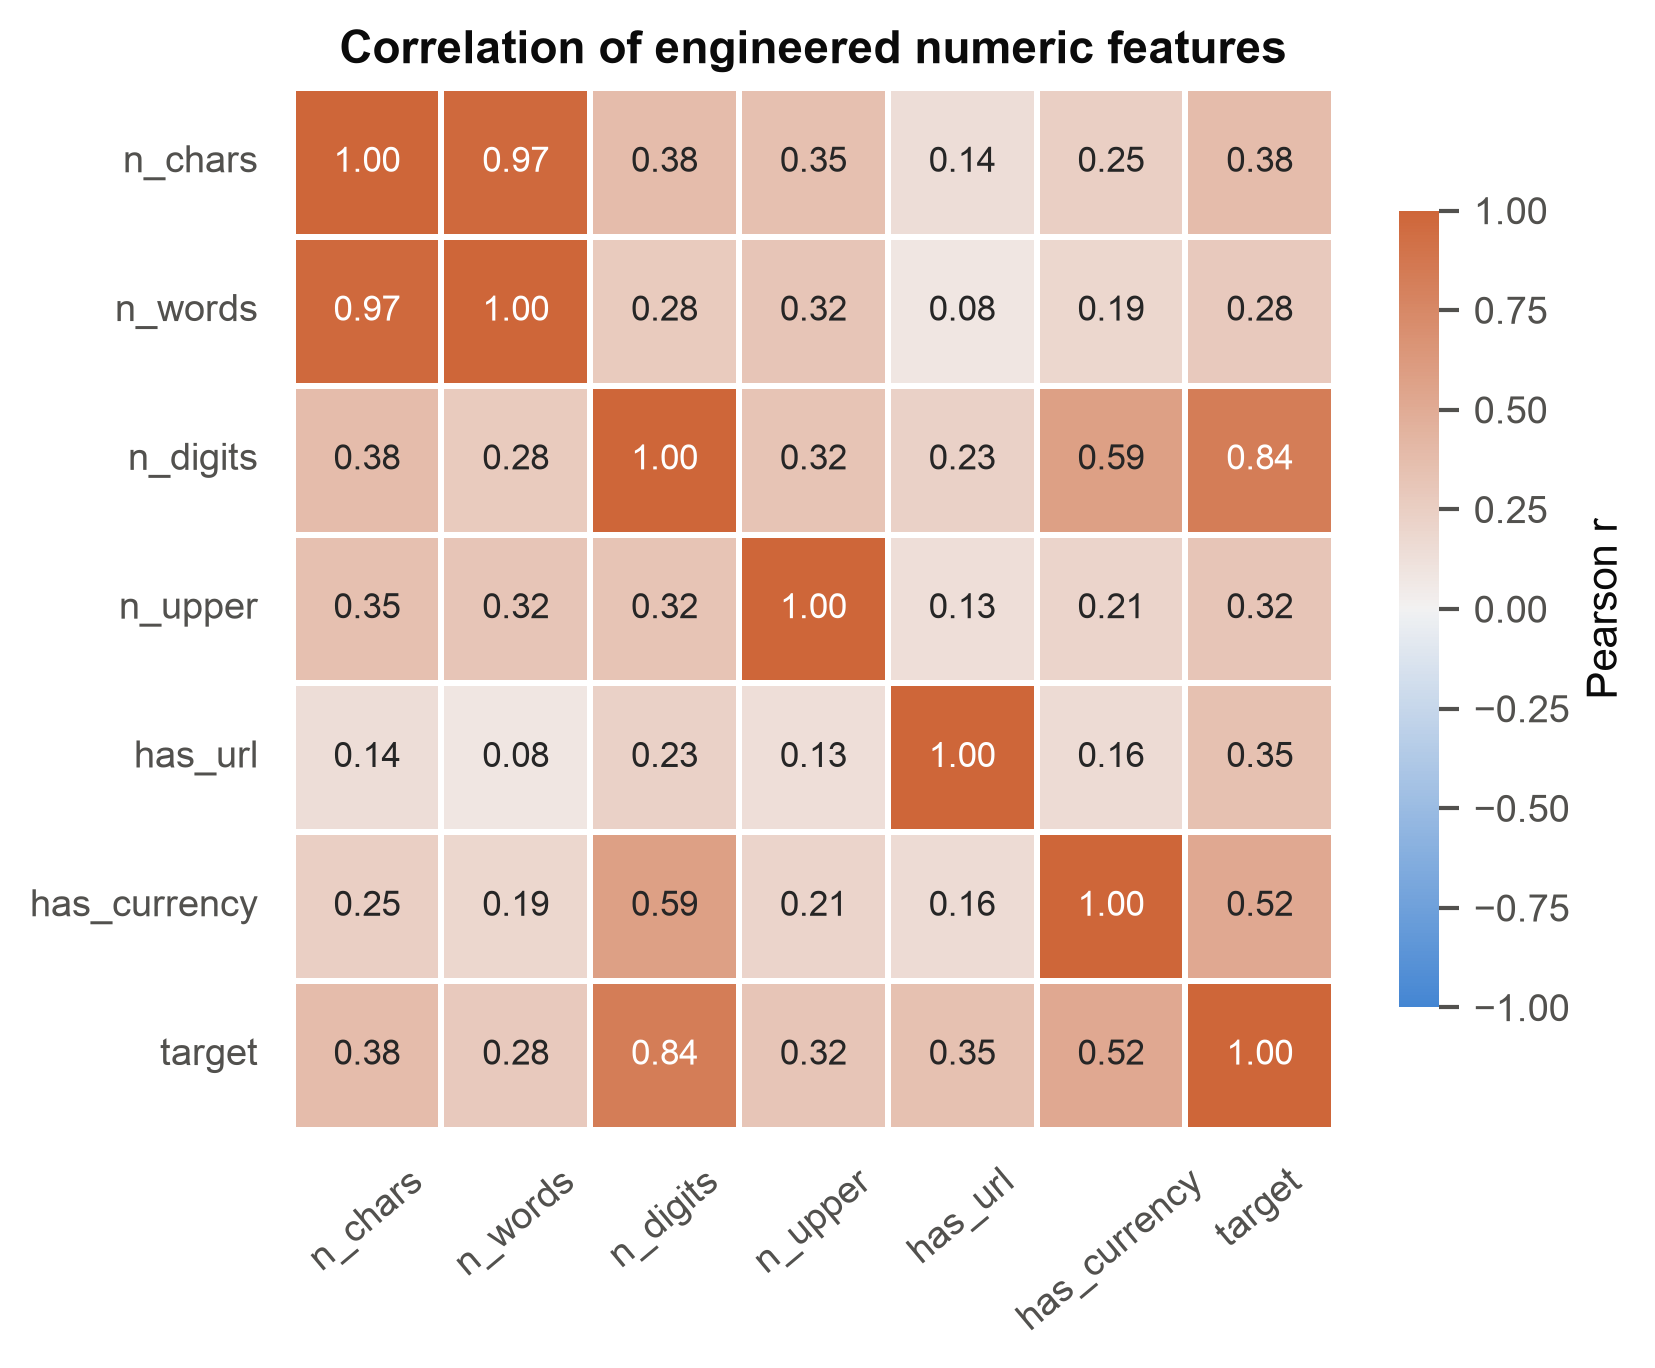 Correlation of engineered numeric features
n_chars 1.00 0.97 0.38 0.35 0.14 0.25 0.38
n_words 0.97 1.00 0.28 0.32 0.08 0.19 0.28
n_digits 0.38 0.28 1.00 0.32 0.23 0.59 0.84
n_upper 0.35 0.32 0.32 1.00 0.13 0.21 0.32
has_url 0.14 0.08 0.23 0.13 1.00 0.16 0.35
has_currency 0.25 0.19 0.59 0.21 0.16 1.00 0.52
target 0.38 0.28 0.84 0.32 0.35 0.52 1.00
n_chars n_words n_digits n_upper has_url has_currency target
1.00
0.75
0.50
0.25
0.00
−0.25
−0.50
−0.75
−1.00
Pearson r